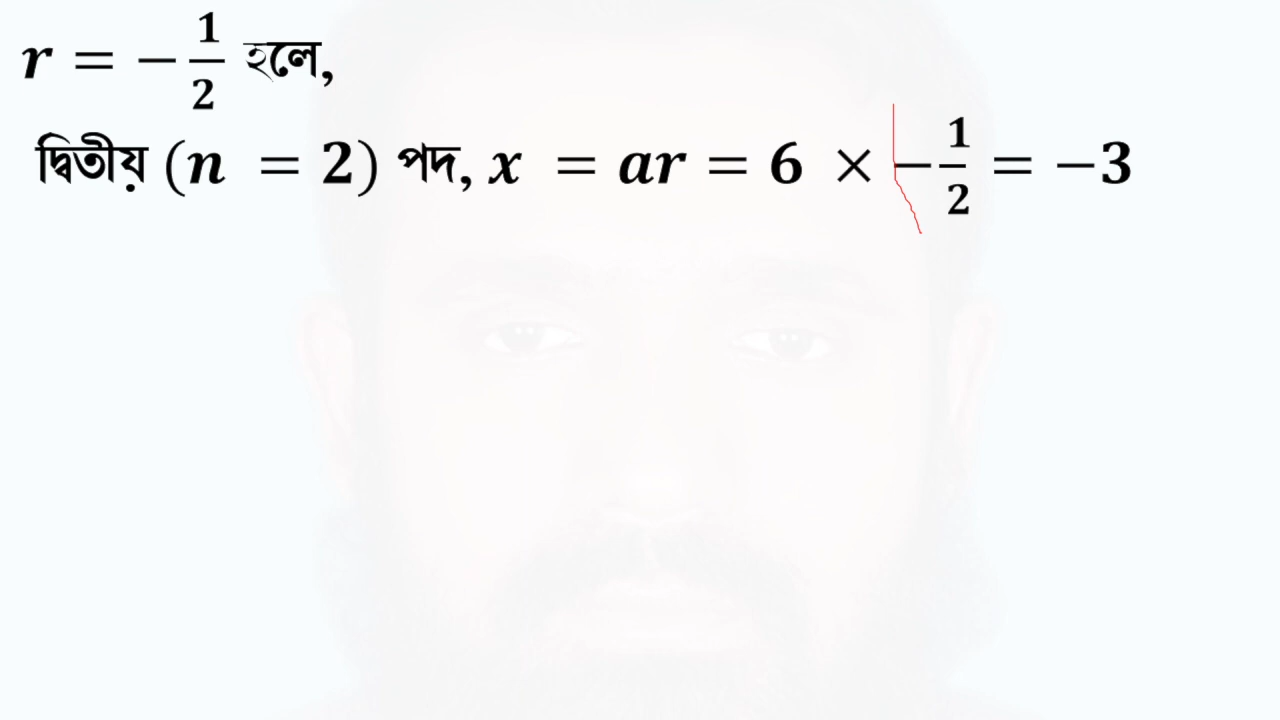 r = −1/2 হলে,
দ্বিতীয় (n = 2) পদ, x = ar = 6 × −1/2 = −3